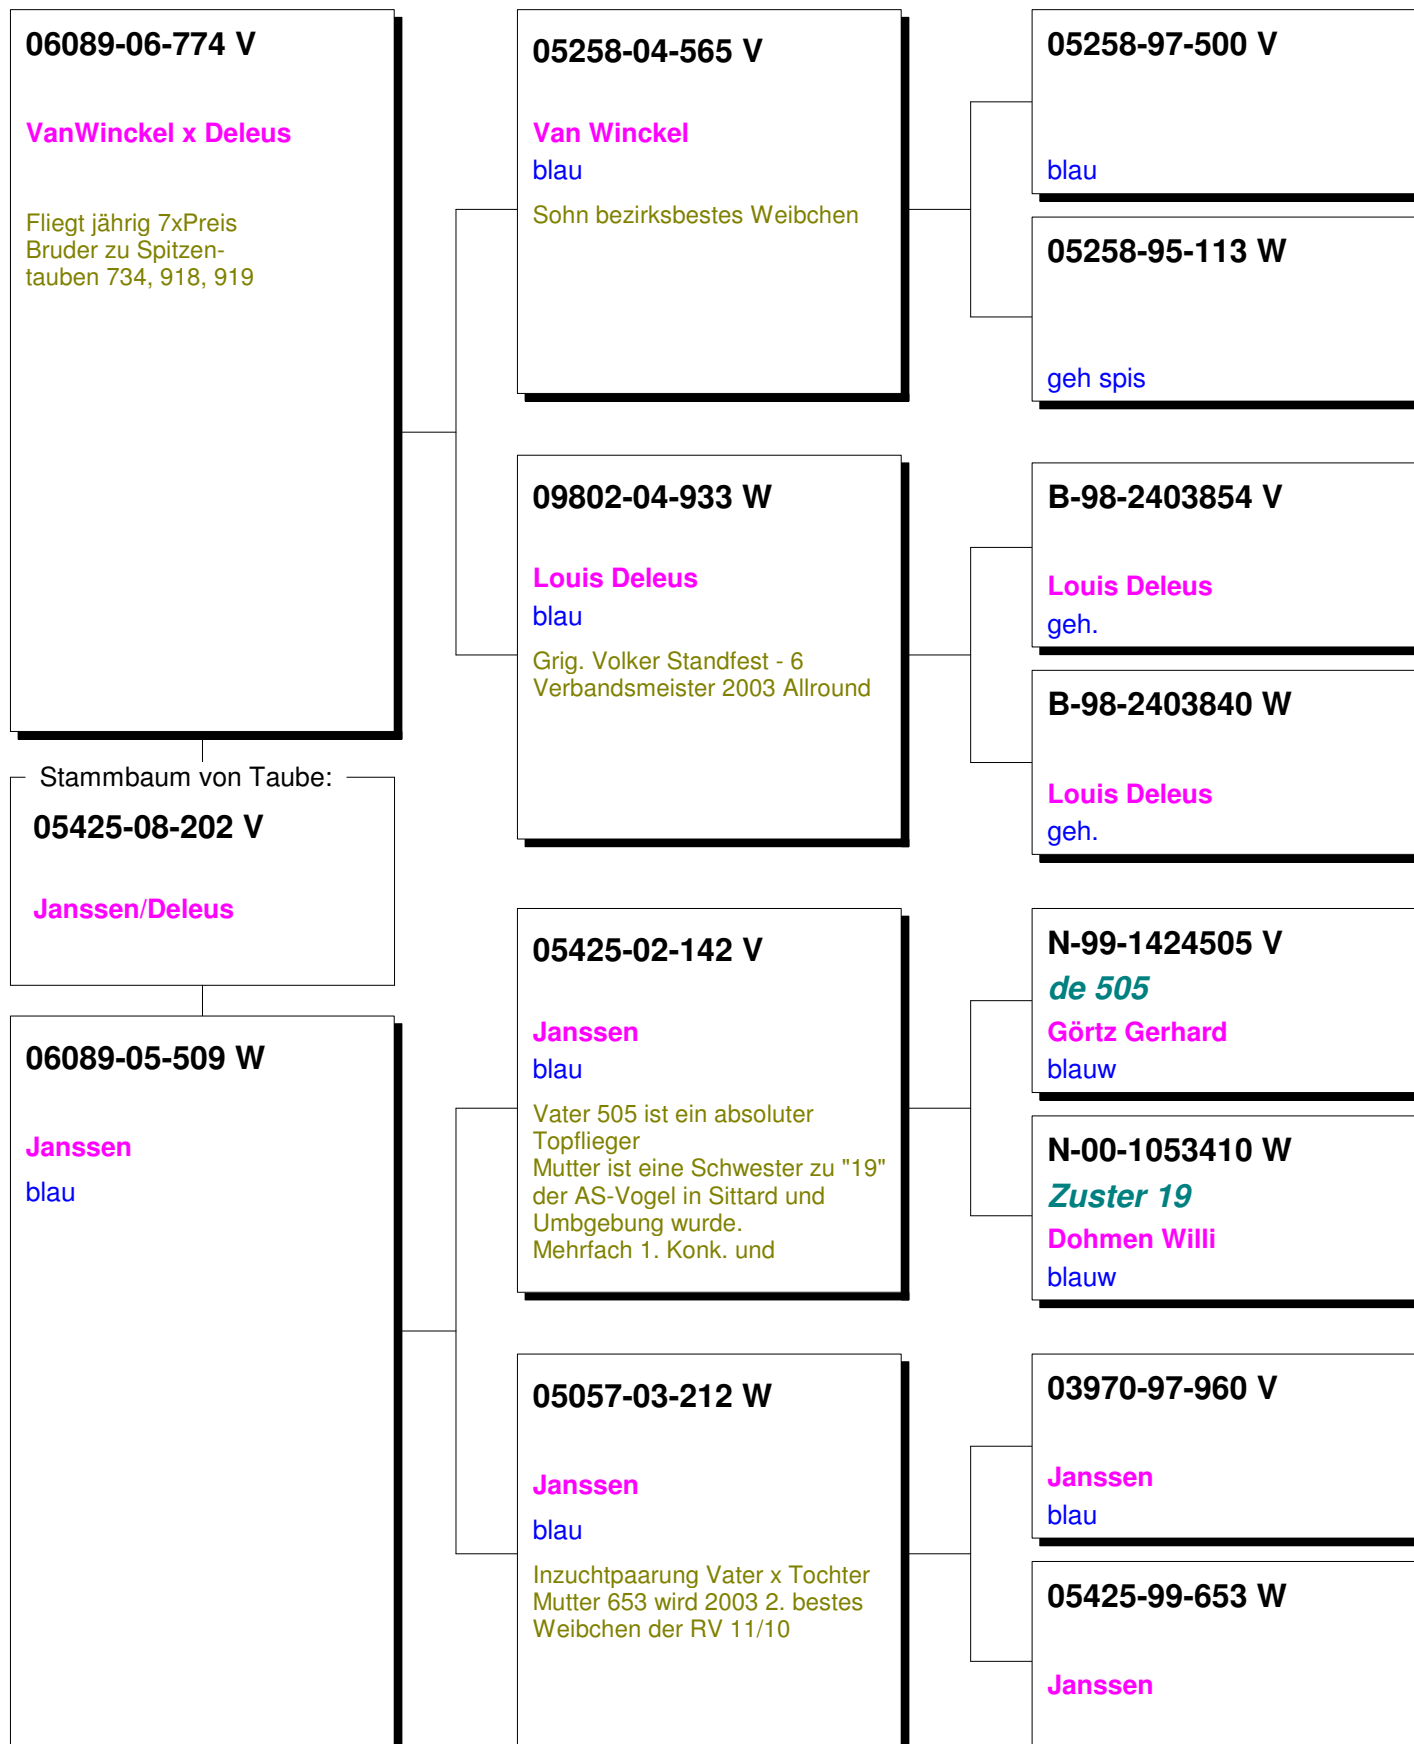 06089-06-774 V
VanWinckel x Deleus
Fliegt jährig 7xPreis
Bruder zu Spitzen-
tauben 734, 918, 919
Stammbaum von Taube:
05425-08-202 V
Janssen/Deleus
06089-05-509 W
Janssen
blau
05258-04-565 V
Van Winckel
blau
Sohn bezirksbestes Weibchen
09802-04-933 W
Louis Deleus
blau
Grig. Volker Standfest - 6
Verbandsmeister 2003 Allround
05425-02-142 V
Janssen
blau
Vater 505 ist ein absoluter
Topflieger
Mutter ist eine Schwester zu "19"
der AS-Vogel in Sittard und
Umbgebung wurde.
Mehrfach 1. Konk. und
05057-03-212 W
Janssen
blau
Inzuchtpaarung Vater x Tochter
Mutter 653 wird 2003 2. bestes
Weibchen der RV 11/10
05258-97-500 V
blau
05258-95-113 W
geh spis
B-98-2403854 V
Louis Deleus
geh.
B-98-2403840 W
Louis Deleus
geh.
N-99-1424505 V
de 505
Görtz Gerhard
blauw
N-00-1053410 W
Zuster 19
Dohmen Willi
blauw
03970-97-960 V
Janssen
blau
05425-99-653 W
Janssen